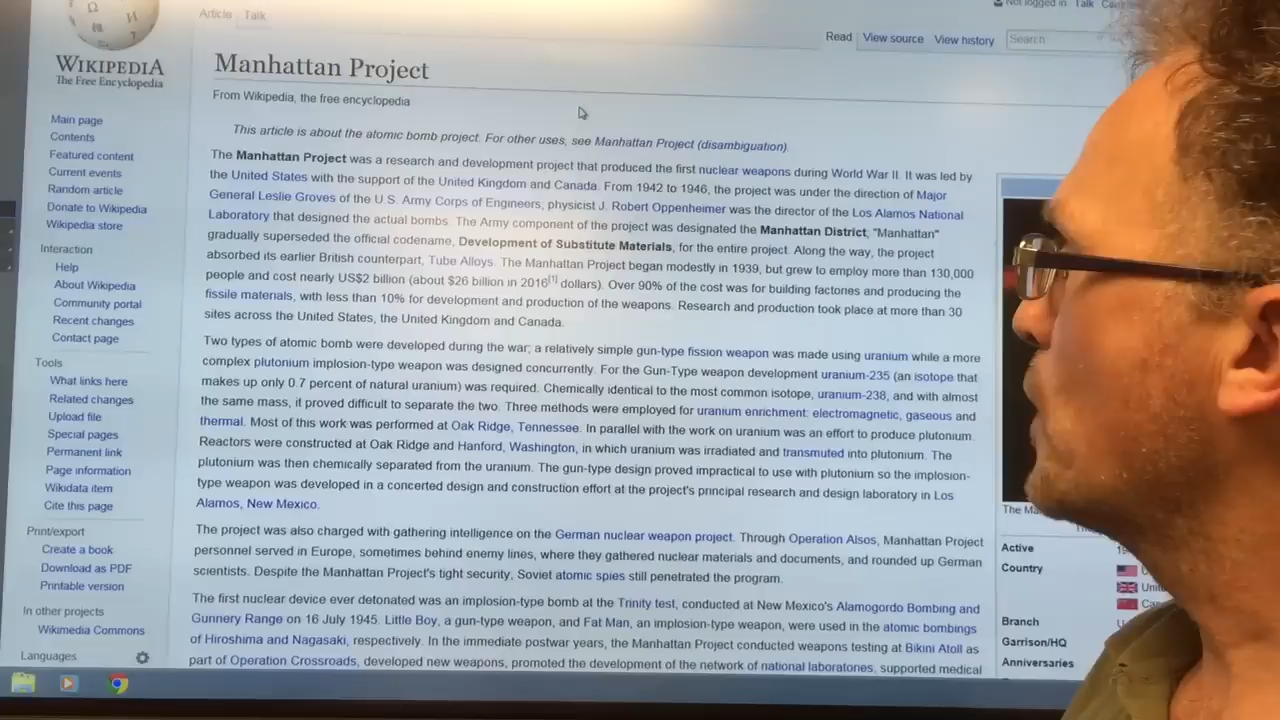 Article Talk
Not logged in Talk
Read View source View history Search
WIKIPEDIA
The Free Encyclopedia
Main page
Contents
Featured content
Current events
Random article
Donate to Wikipedia
Wikipedia store
Interaction
Help
About Wikipedia
Community portal
Recent changes
Contact page
Tools
What links here
Related changes
Upload file
Special pages
Permanent link
Page information
Wikidata item
Cite this page
Print/export
Create a book
Download as PDF
Printable version
In other projects
Wikimedia Commons
Languages
Manhattan Project
From Wikipedia, the free encyclopedia
This article is about the atomic bomb project. For other uses, see Manhattan Project (disambiguation).
The Manhattan Project was a research and development project that produced the first nuclear weapons during World War II. It was led by
the United States with the support of the United Kingdom and Canada. From 1942 to 1946, the project was under the direction of Major
General Leslie Groves of the U.S. Army Corps of Engineers; physicist J. Robert Oppenheimer was the director of the Los Alamos National
Laboratory that designed the actual bombs. The Army component of the project was designated the Manhattan District; "Manhattan"
gradually superseded the official codename, Development of Substitute Materials, for the entire project. Along the way, the project
absorbed its earlier British counterpart, Tube Alloys. The Manhattan Project began modestly in 1939, but grew to employ more than 130,000
people and cost nearly US$2 billion (about $26 billion in 2016[1] dollars). Over 90% of the cost was for building factories and producing the
fissile materials, with less than 10% for development and production of the weapons. Research and production took place at more than 30
sites across the United States, the United Kingdom and Canada.
Two types of atomic bomb were developed during the war; a relatively simple gun-type fission weapon was made using uranium while a more
complex plutonium implosion-type weapon was designed concurrently. For the Gun-Type weapon development uranium-235 (an isotope that
makes up only 0.7 percent of natural uranium) was required. Chemically identical to the most common isotope, uranium-238, and with almost
the same mass, it proved difficult to separate the two. Three methods were employed for uranium enrichment: electromagnetic, gaseous and
thermal. Most of this work was performed at Oak Ridge, Tennessee. In parallel with the work on uranium was an effort to produce plutonium.
Reactors were constructed at Oak Ridge and Hanford, Washington, in which uranium was irradiated and transmuted into plutonium. The
plutonium was then chemically separated from the uranium. The gun-type design proved impractical to use with plutonium so the implosion-
type weapon was developed in a concerted design and construction effort at the project's principal research and design laboratory in Los
Alamos, New Mexico.
The project was also charged with gathering intelligence on the German nuclear weapon project. Through Operation Alsos, Manhattan Project
personnel served in Europe, sometimes behind enemy lines, where they gathered nuclear materials and documents, and rounded up German
scientists. Despite the Manhattan Project's tight security, Soviet atomic spies still penetrated the program.
The first nuclear device ever detonated was an implosion-type bomb at the Trinity test, conducted at New Mexico's Alamogordo Bombing and
Gunnery Range on 16 July 1945. Little Boy, a gun-type weapon, and Fat Man, an implosion-type weapon, were used in the atomic bombings
of Hiroshima and Nagasaki, respectively. In the immediate postwar years, the Manhattan Project conducted weapons testing at Bikini Atoll as
part of Operation Crossroads, developed new weapons, promoted the development of the network of national laboratories, supported medical
The
Active
Country
Branch
Garrison/HQ
Anniversaries